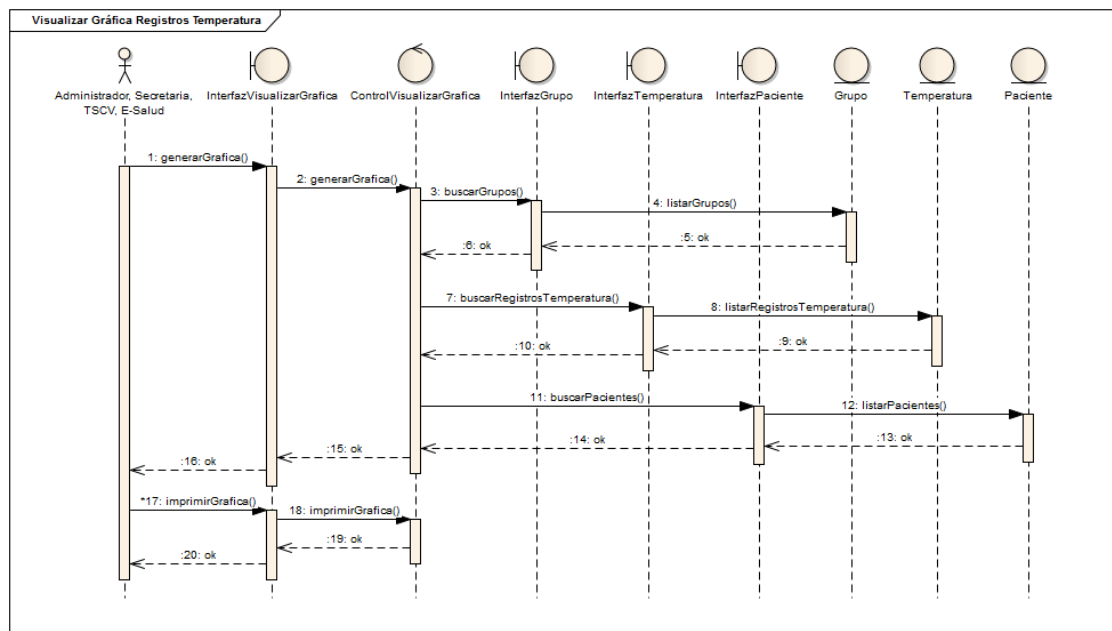 Visualizar Gráfica Registros Temperatura
Administrador, Secretaria,
TSCV, E-Salud
InterfazVisualizarGrafica
ControlVisualizarGrafica
InterfazGrupo
InterfazTemperatura
InterfazPaciente
Grupo
Temperatura
Paciente
1: generarGrafica()
2: generarGrafica()
3: buscarGrupos()
4: listarGrupos()
:5: ok
:6: ok
7: buscarRegistrosTemperatura()
8: listarRegistrosTemperatura()
:9: ok
:10: ok
11: buscarPacientes()
12: listarPacientes()
:13: ok
:14: ok
:15: ok
:16: ok
*17: imprimirGrafica()
18: imprimirGrafica()
:19: ok
:20: ok